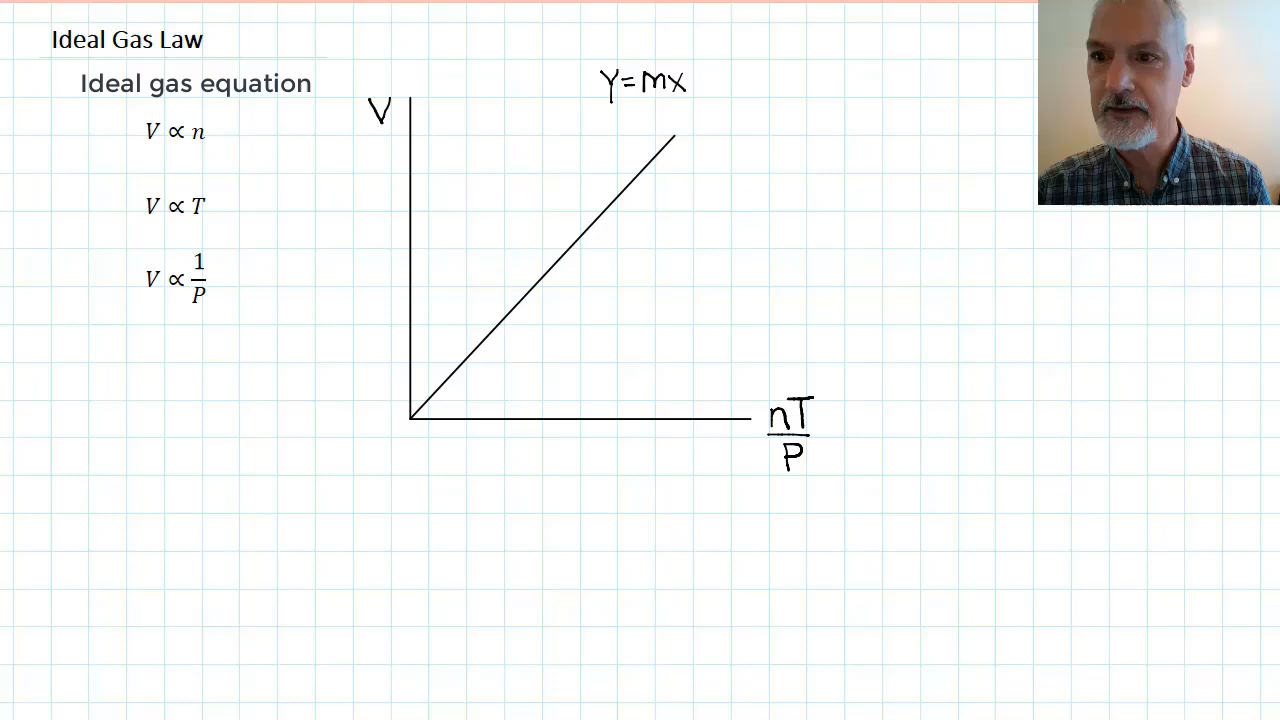 Ideal Gas Law
Ideal gas equation
V ∝ n
V ∝ T
V ∝ 1/P
Y=mx
V
nT/P